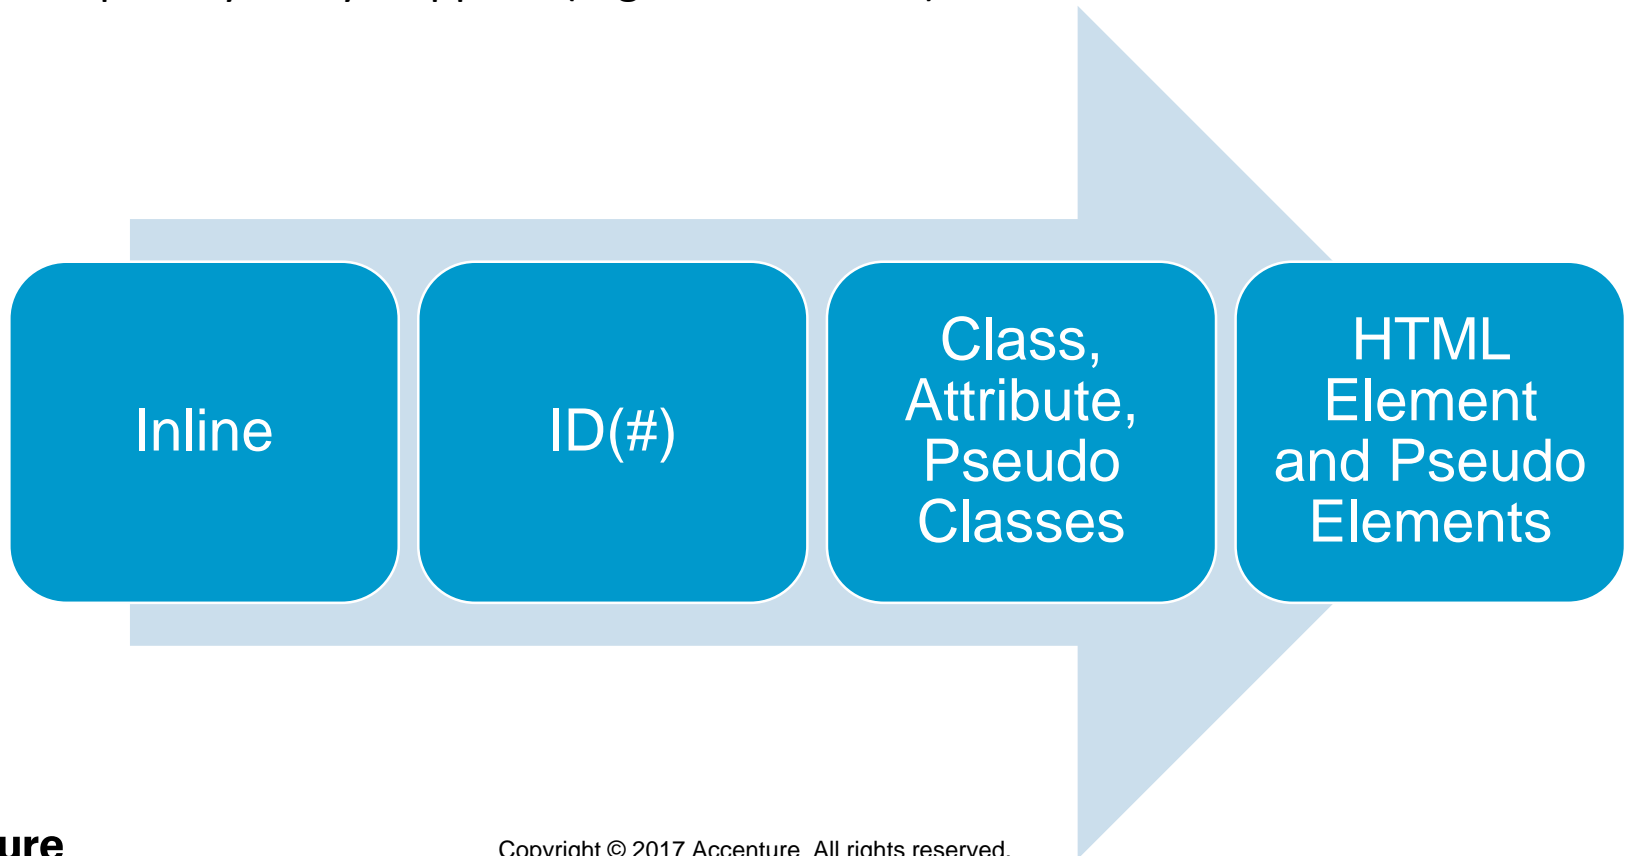 Inline
ID(#)
Class,
Attribute,
Pseudo
Classes
HTML
Element
and Pseudo
Elements
ure
Copyright © 2017 Accenture. All rights reserved.